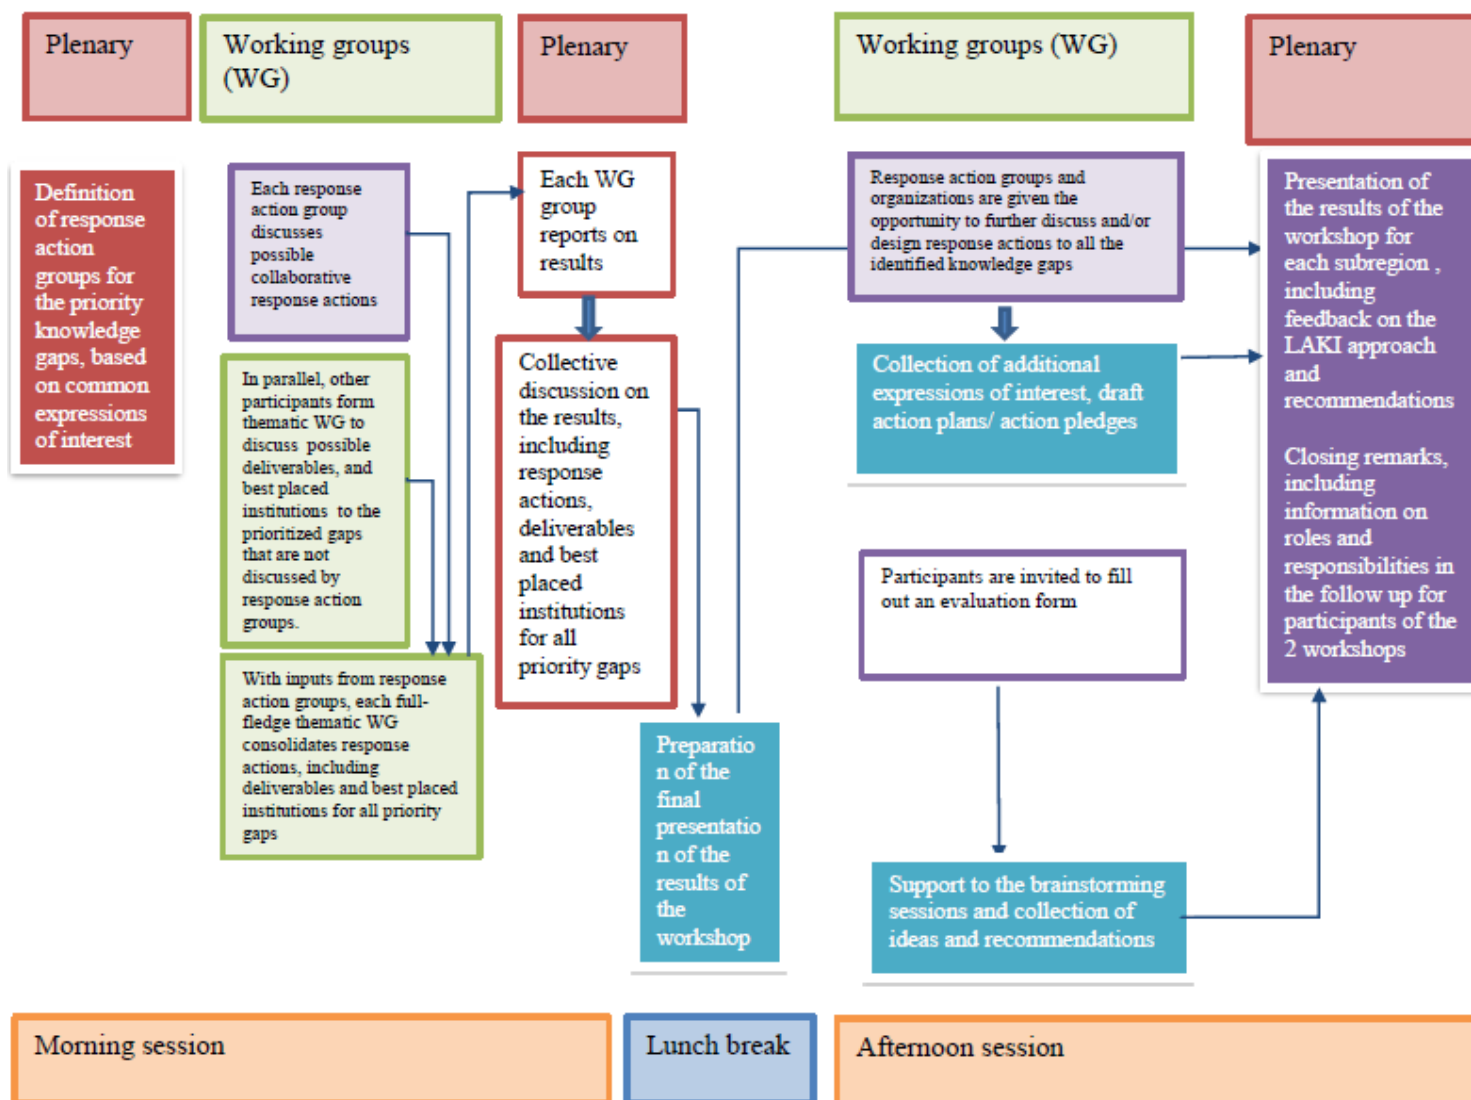 Plenary
Working groups
(WG)
Plenary
Working groups (WG)
Plenary
Definition
of response
action
groups for
the priority
knowledge
gaps, based
on common
expressions
of interest
Each response
action group
discusses
possible
collaborative
response actions
In parallel, other
participants form
thematic WG to
discuss possible
deliverables, and
best placed
institutions to the
prioritized gaps
that are not
discussed by
response action
groups.
With inputs from response
action groups, each full-
fledge thematic WG
consolidates response
actions, including
deliverables and best placed
institutions for all priority
gaps
Each WG
group
reports on
results
Collective
discussion on
the results,
including
response
actions,
deliverables
and best
placed
institutions
for all
priority gaps
Preparatio
n of the
final
presentatio
n of the
results of
the
workshop
Response action groups and
organizations are given the
opportunity to further discuss and/or
design response actions to all the
identified knowledge gaps
Collection of additional
expressions of interest, draft
action plans/ action pledges
Participants are invited to fill
out an evaluation form
Support to the brainstorming
sessions and collection of
ideas and recommendations
Presentation of
the results of the
workshop for
each subregion ,
including
feedback on the
LAKI approach
and
recommendations
Closing remarks,
including
information on
roles and
responsibilities in
the follow up for
participants of the
2 workshops
Morning session
Lunch break
Afternoon session